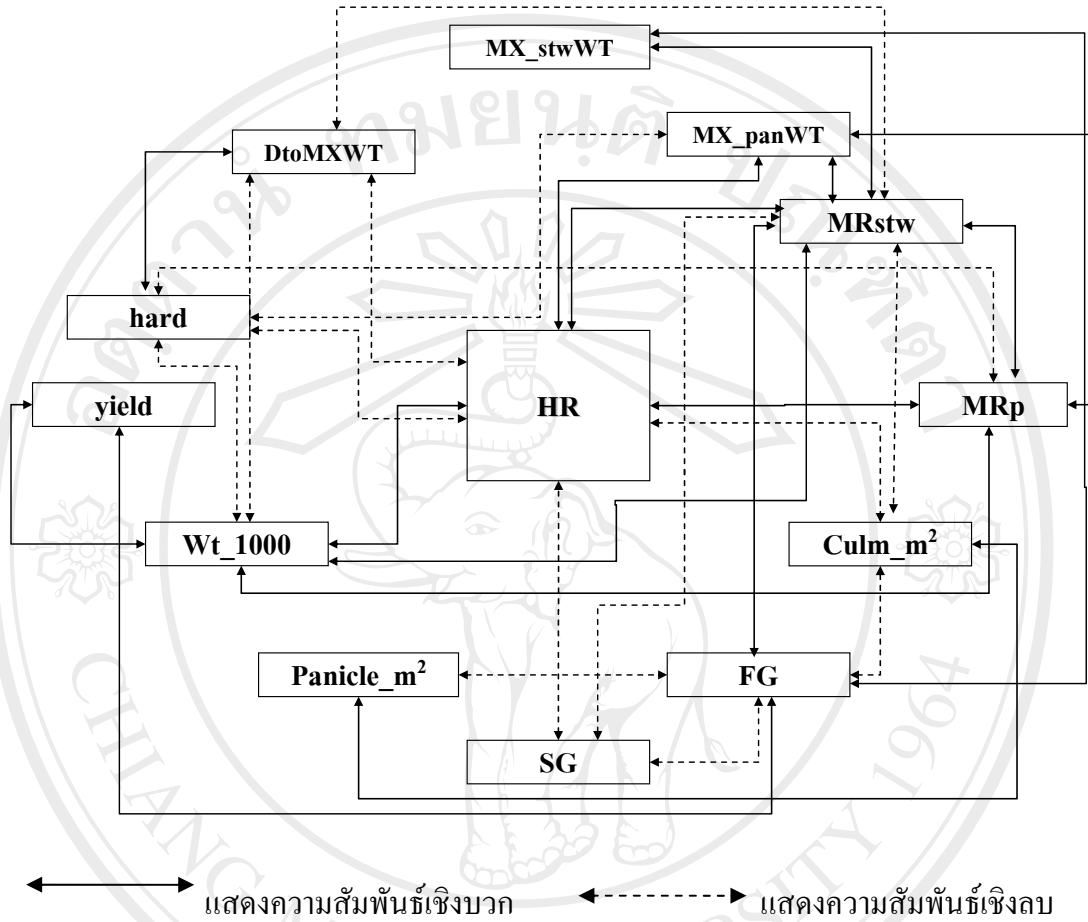 MX_stwWT
MX_panWT
DtoMXWT
MRstw
hard
HR
yield
MRp
Wt_1000
Culm_m²
Panicle_m²
FG
SG
แสดงความสัมพันธ์เชิงบวก
แสดงความสัมพันธ์เชิงลบ